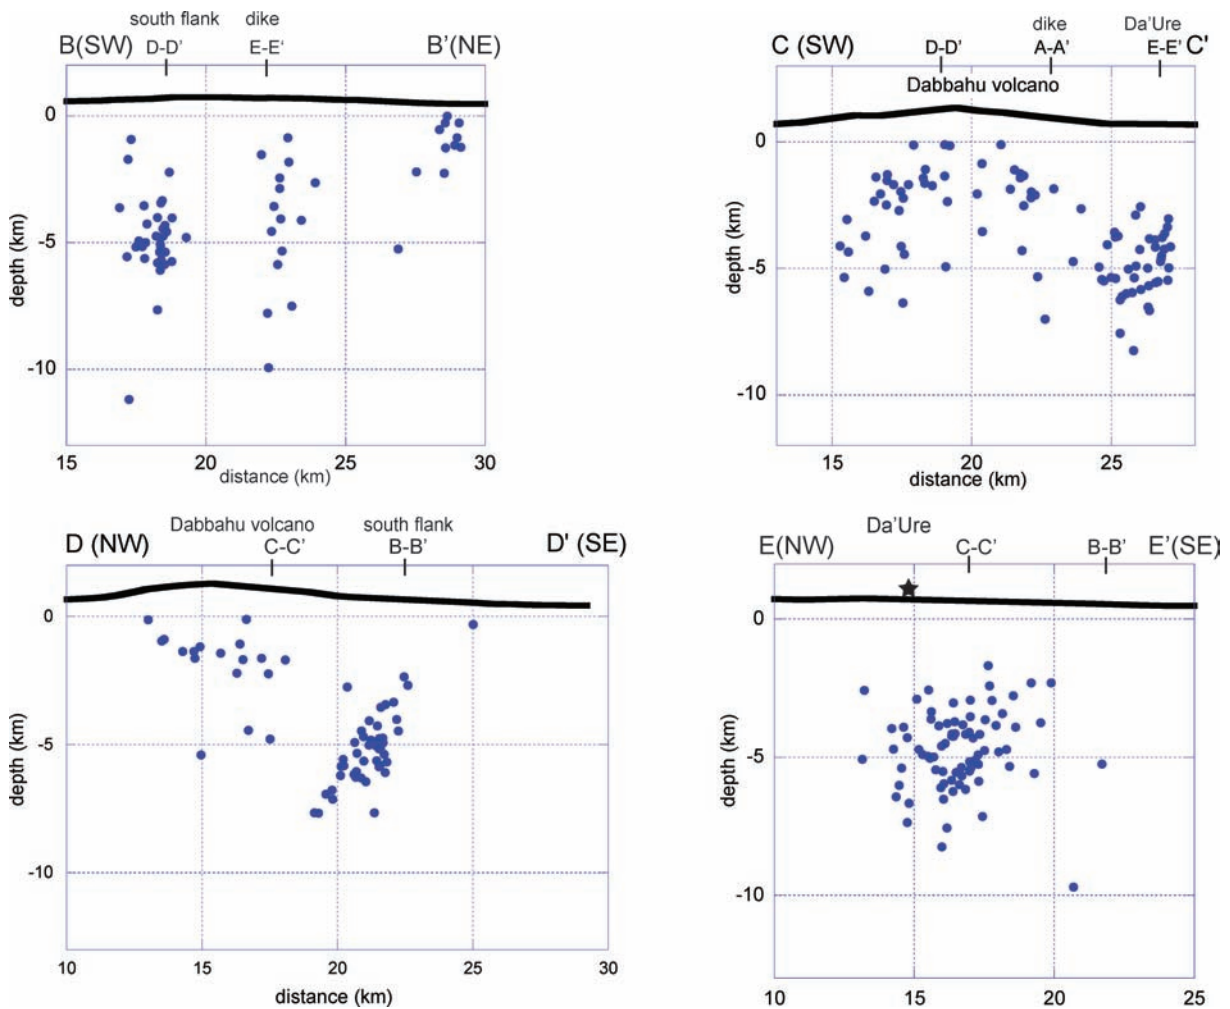 south flank dike
B(SW) D-D' E-E' B'(NE)
0
-5
-10
depth (km)
15 20 25 30
distance (km)
dike Da'Ure
C (SW) D-D' A-A' E-E' C'
Dabbahu volcano
0
-5
-10
depth (km)
15 20 25
distance (km)
Dabbahu volcano south flank
D (NW) C-C' B-B' D' (SE)
0
-5
-10
depth (km)
10 15 20 25 30
distance (km)
Da'Ure
E(NW) C-C' B-B' E'(SE)
0
-5
-10
depth (km)
10 15 20 25